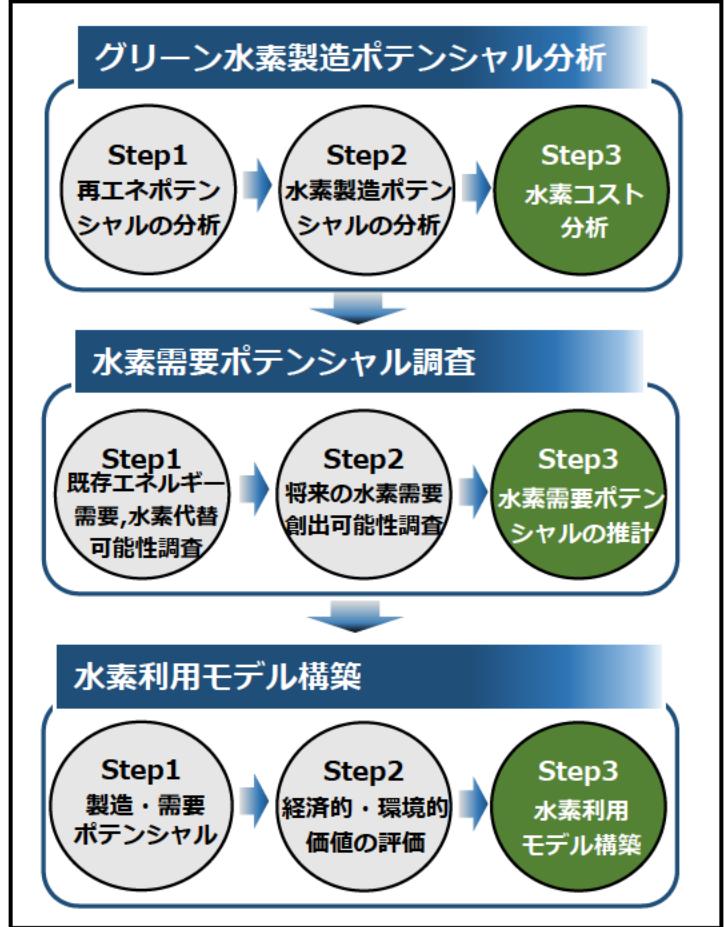 グリーン水素製造ポテンシャル分析
Step1
再エネポテン
シャルの分析
Step2
水素製造ポテン
シャルの分析
Step3
水素コスト
分析
水素需要ポテンシャル調査
Step1
既存エネルギー
需要,水素代替
可能性調査
Step2
将来の水素需要
創出可能性調査
Step3
水素需要ポテン
シャルの推計
水素利用モデル構築
Step1
製造・需要
ポテンシャル
Step2
経済的・環境的
価値の評価
Step3
水素利用
モデル構築